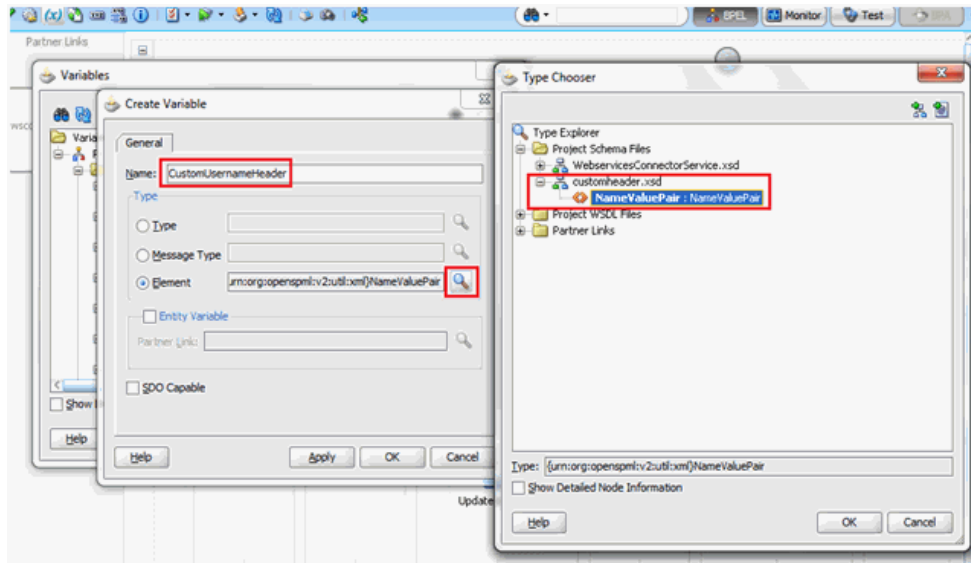 BPEL Monitor Test
Partner Links
Variables
Create Variable
General
Name: CustomUsernameHeader
Type
Type
Message Type
Element urn:org:openspml:v2:util:xml}NameValuePair
Entity Variable
Partner Link:
SDO Capable
Help Apply OK Cancel
Varia
Show
Help
Update
Type Chooser
Type Explorer
Project Schema Files
WebservicesConnectorService.xsd
customheader.xsd
NameValuePair : NameValuePair
Project WSDL Files
Partner Links
Type: {urn:org:openspml:v2:util:xml}NameValuePair
Show Detailed Node Information
Help OK Cancel